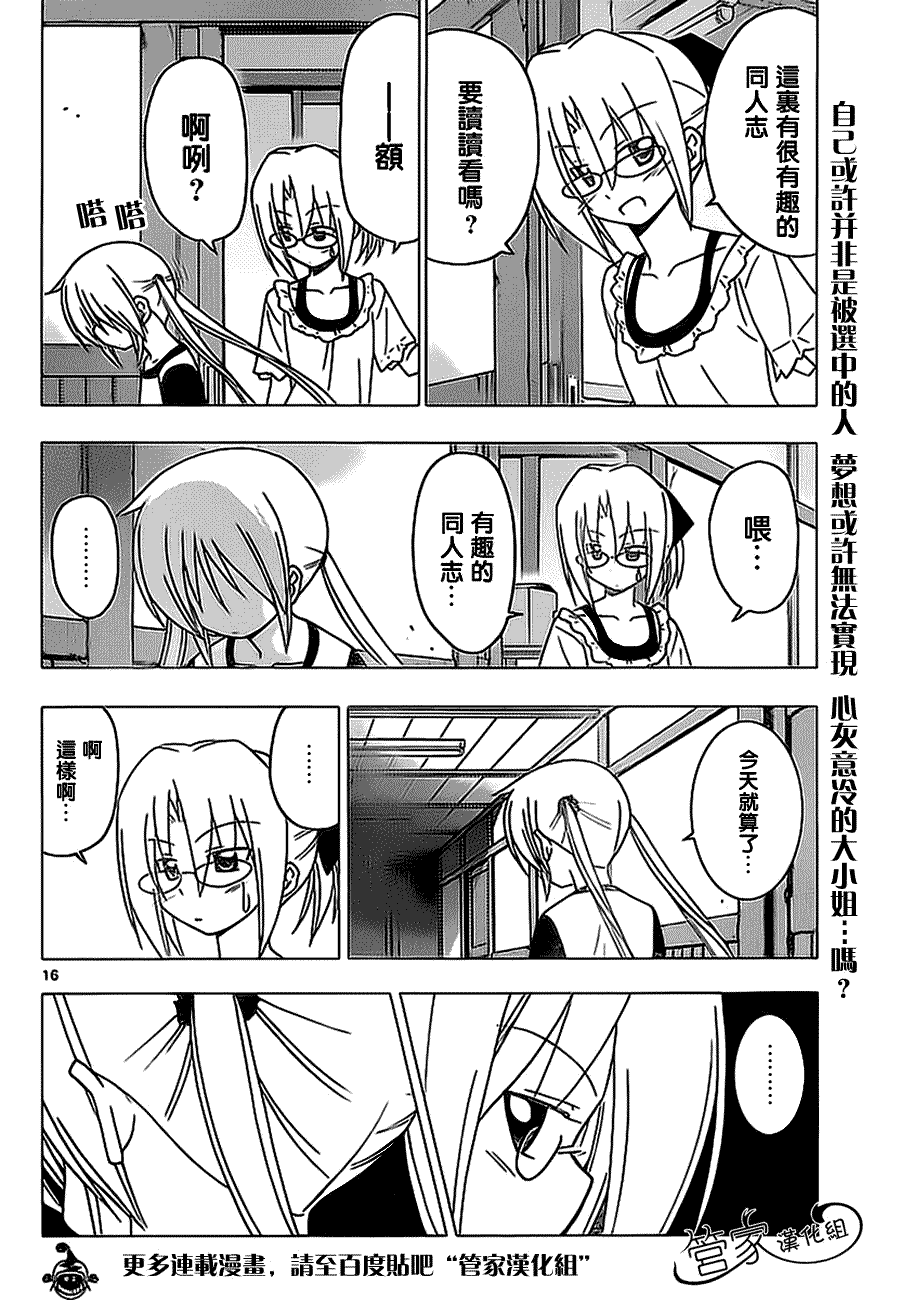 這裏有很有趣的
同人志
要讀讀看嗎？
——額
啊咧？
嗒嗒
喂…
有趣的
同人志…
………
今天就算了…
……
啊
這樣啊…
16
………
自己或許并非是被選中的人 夢想或許無法實現 心灰意冷的大小姐…嗎？
管家漢化組
更多連載漫畫，請至百度貼吧“管家漢化組”